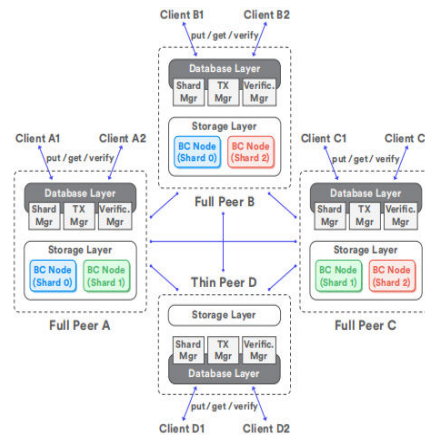 Client B1 Client B2
put / get / verify
Database Layer
Shard Mgr TX Mgr Verific. Mgr
Storage Layer
BC Node (Shard 0) BC Node (Shard 2)
Full Peer B
Client A1 Client A2
put / get / verify
Database Layer
Shard Mgr TX Mgr Verific. Mgr
Storage Layer
BC Node (Shard 0) BC Node (Shard 1)
Full Peer A
Client C1 Client C
put / get / verify
Database Layer
Shard Mgr TX Mgr Verific. Mgr
Storage Layer
BC Node (Shard 1) BC Node (Shard 2)
Full Peer C
Thin Peer D
Storage Layer
Shard Mgr TX Mgr Verific. Mgr
Database Layer
put / get / verify
Client D1 Client D2